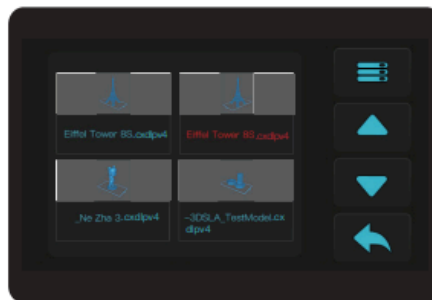 Eiffel Tower 8S.cxdlpv4
Eiffel Tower 8S.cxdlpv4
_Ne Zha 3.cxdlpv4
-3DSLA_TestModel.cx
dlpv4